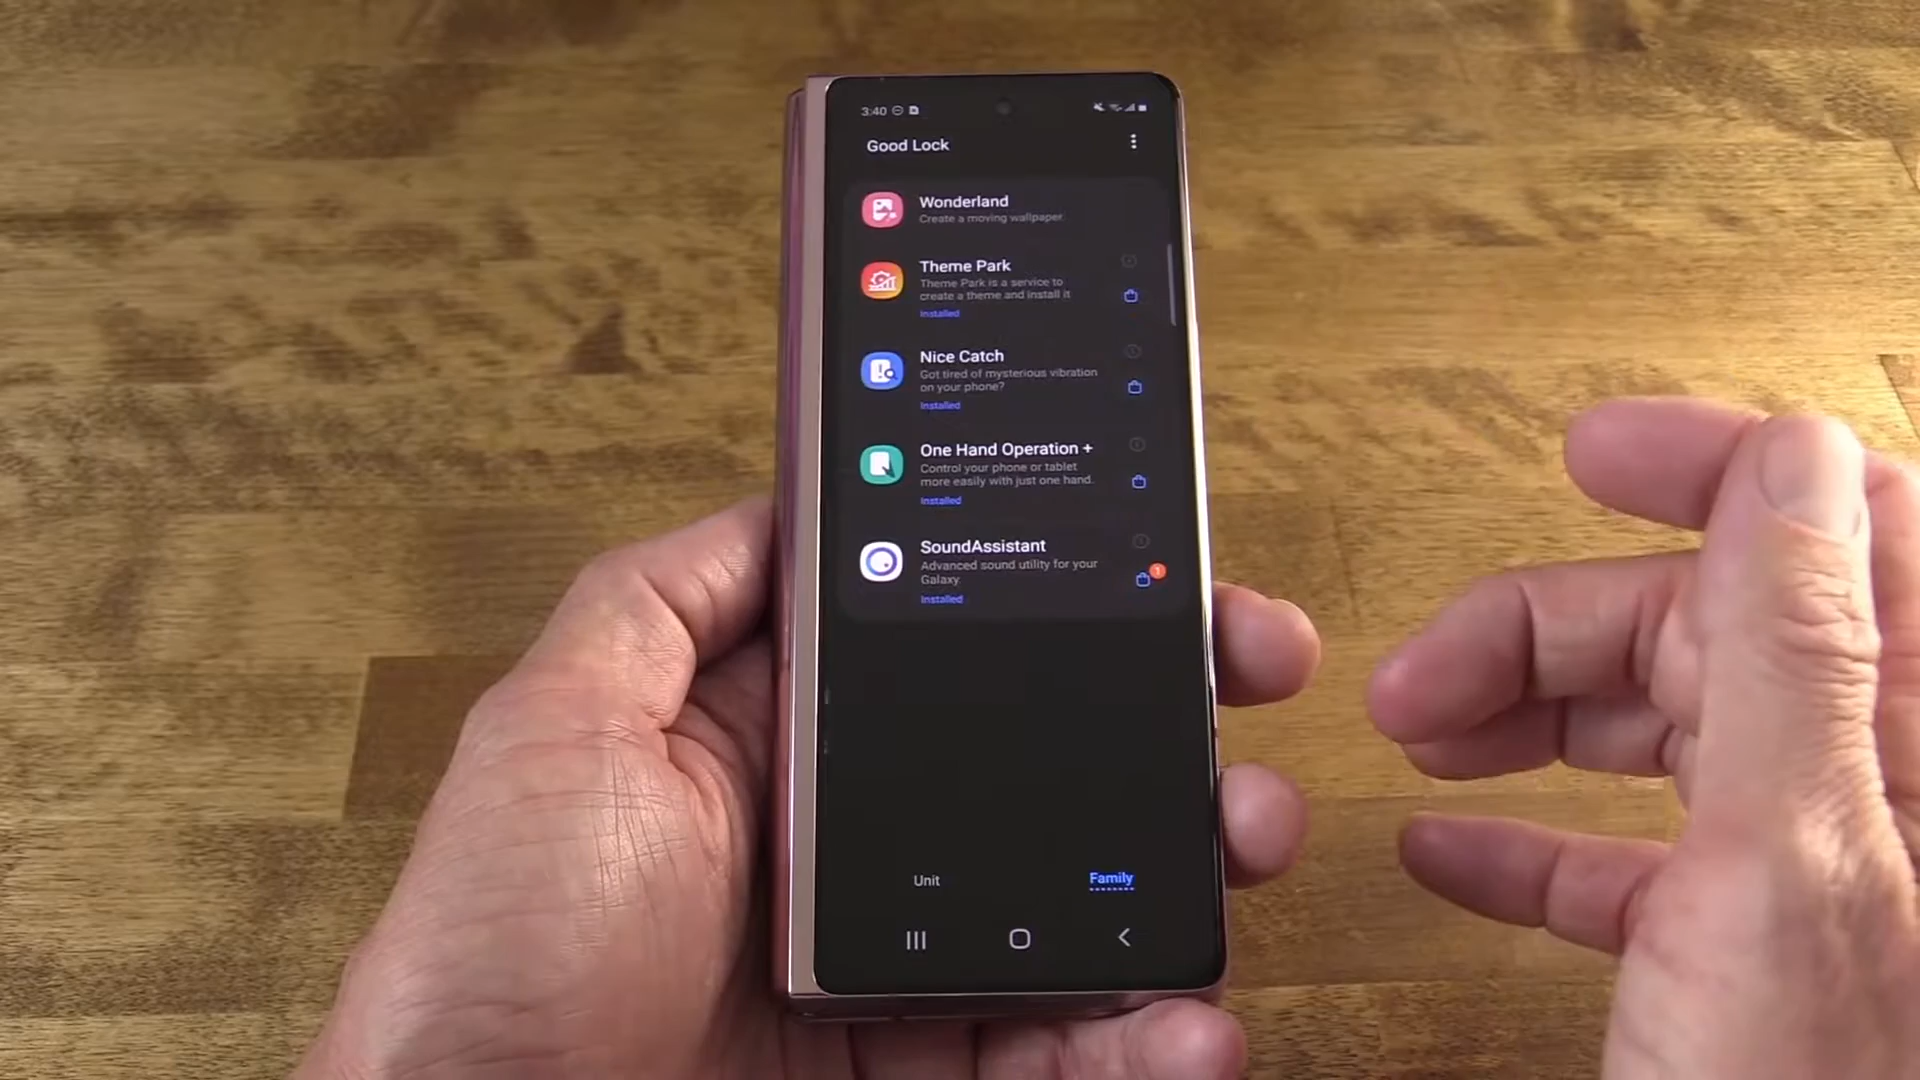 3:40
Good Lock
Wonderland
Create a moving wallpaper.
Theme Park
Theme Park is a service to
create a theme and install it
Installed
Nice Catch
Got tired of mysterious vibration
on your phone?
Installed
One Hand Operation +
Control your phone or tablet
more easily with just one hand.
Installed
SoundAssistant
Advanced sound utility for your
Galaxy.
1
Installed
Unit
Family